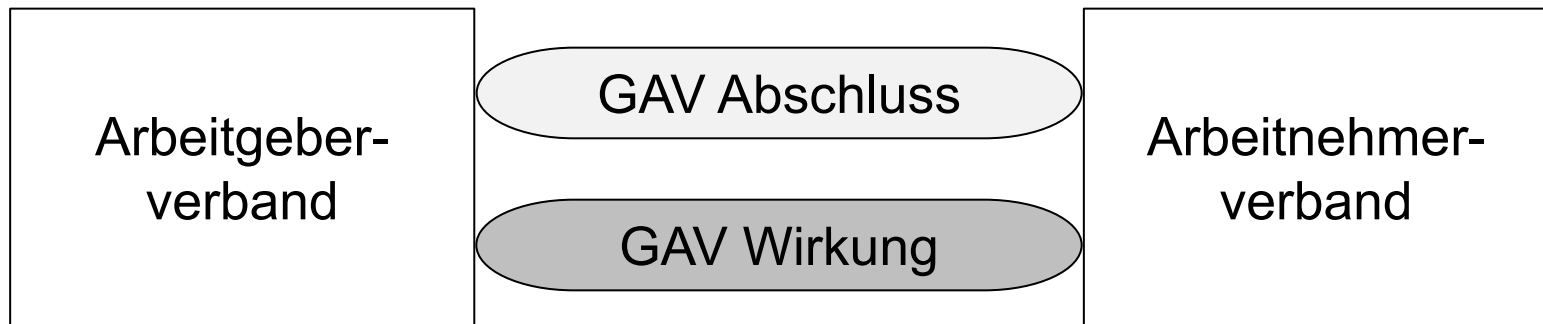 Arbeitgeber-
verband
GAV Abschluss
GAV Wirkung
Arbeitnehmer-
verband